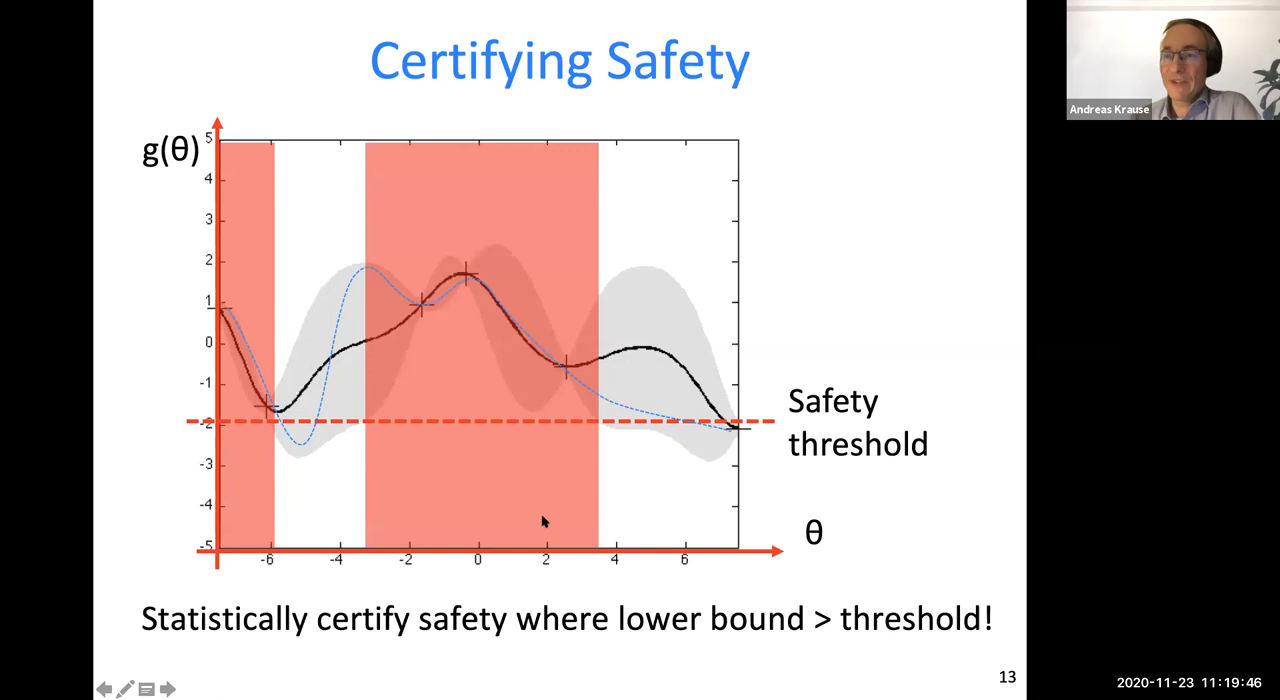 Certifying Safety
Andreas Krause
g(θ)
5
4
3
2
1
0
-1
-2
-3
-4
-5
-6
-4
-2
0
2
4
6
Safety
threshold
θ
Statistically certify safety where lower bound > threshold!
13
2020-11-23 11:19:46